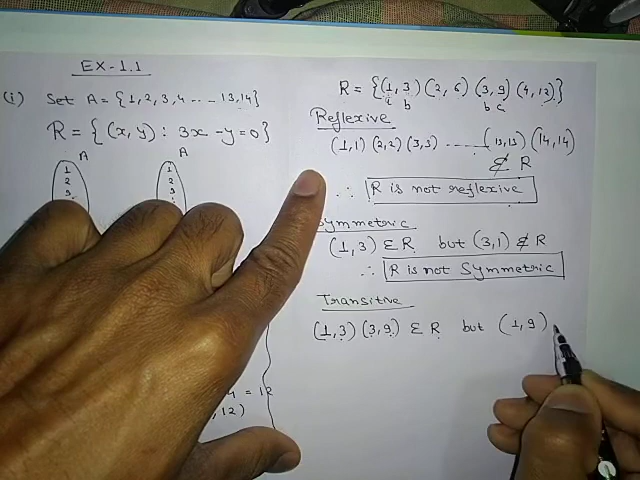 EX-1.1
(i) Set A = {1,2,3,4 -- - 13,14}
R = { (x,y) : 3x - y = 0}
A A
1 1
2 2
3 3
4 = 12
, 12)
R = {(1,3) (2,6) (3,9) (4,12)}
b b c
Reflexive
(1,1) (2,2) (3,3) ------ (13,13) (14,14)
∉ R
∴ R is not reflexive
Symmetric
(1,3) Ɛ R but (3,1) ∉ R
∴ R is not Symmetric
Transitive
(1,3) (3,9) Ɛ R but (1,9)